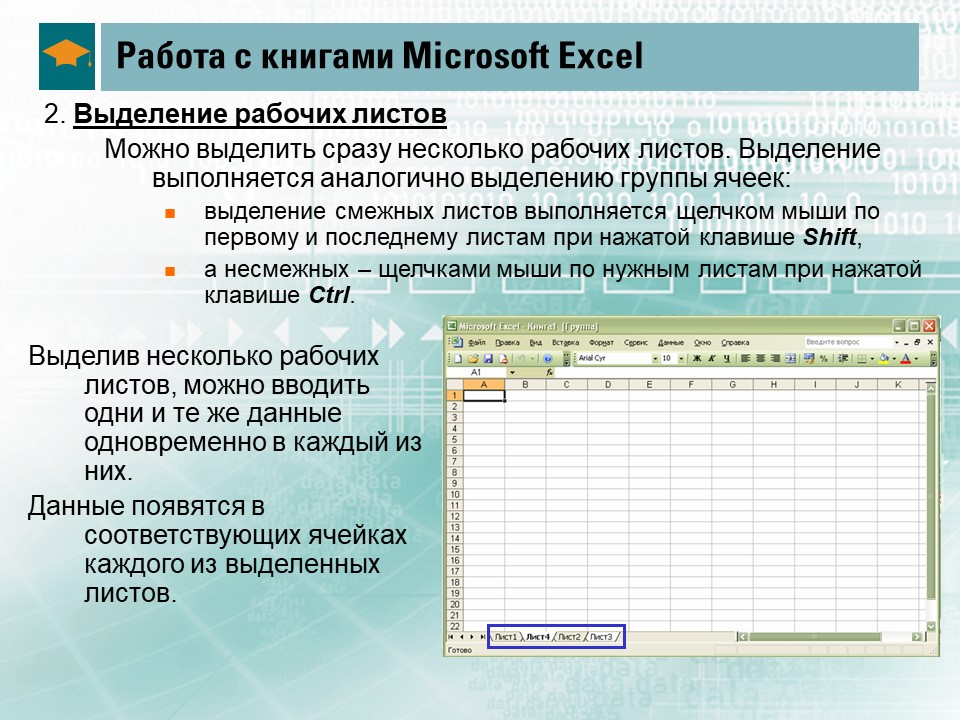 Работа с книгами Microsoft Excel
2. Выделение рабочих листов
Можно выделить сразу несколько рабочих листов. Выделение
выполняется аналогично выделению группы ячеек:
выделение смежных листов выполняется щелчком мыши по
первому и последнему листам при нажатой клавише Shift,
а несмежных – щелчками мыши по нужным листам при нажатой
клавише Ctrl.
Выделив несколько рабочих
листов, можно вводить
одни и те же данные
одновременно в каждый из
них.
Данные появятся в
соответствующих ячейках
каждого из выделенных
листов.
Microsoft Excel - Книга1 [Группа]
Файл Правка Вид Вставка Формат Сервис Данные Окно Справка Введите вопрос
Arial Cyr 10 Ж К Ч
A1 fx
A B C D E F G H I J K
1
2
3
4
5
6
7
8
9
10
11
12
13
14
15
16
17
18
19
20
21
22
Лист1 Лист4 Лист2 Лист3
Готово